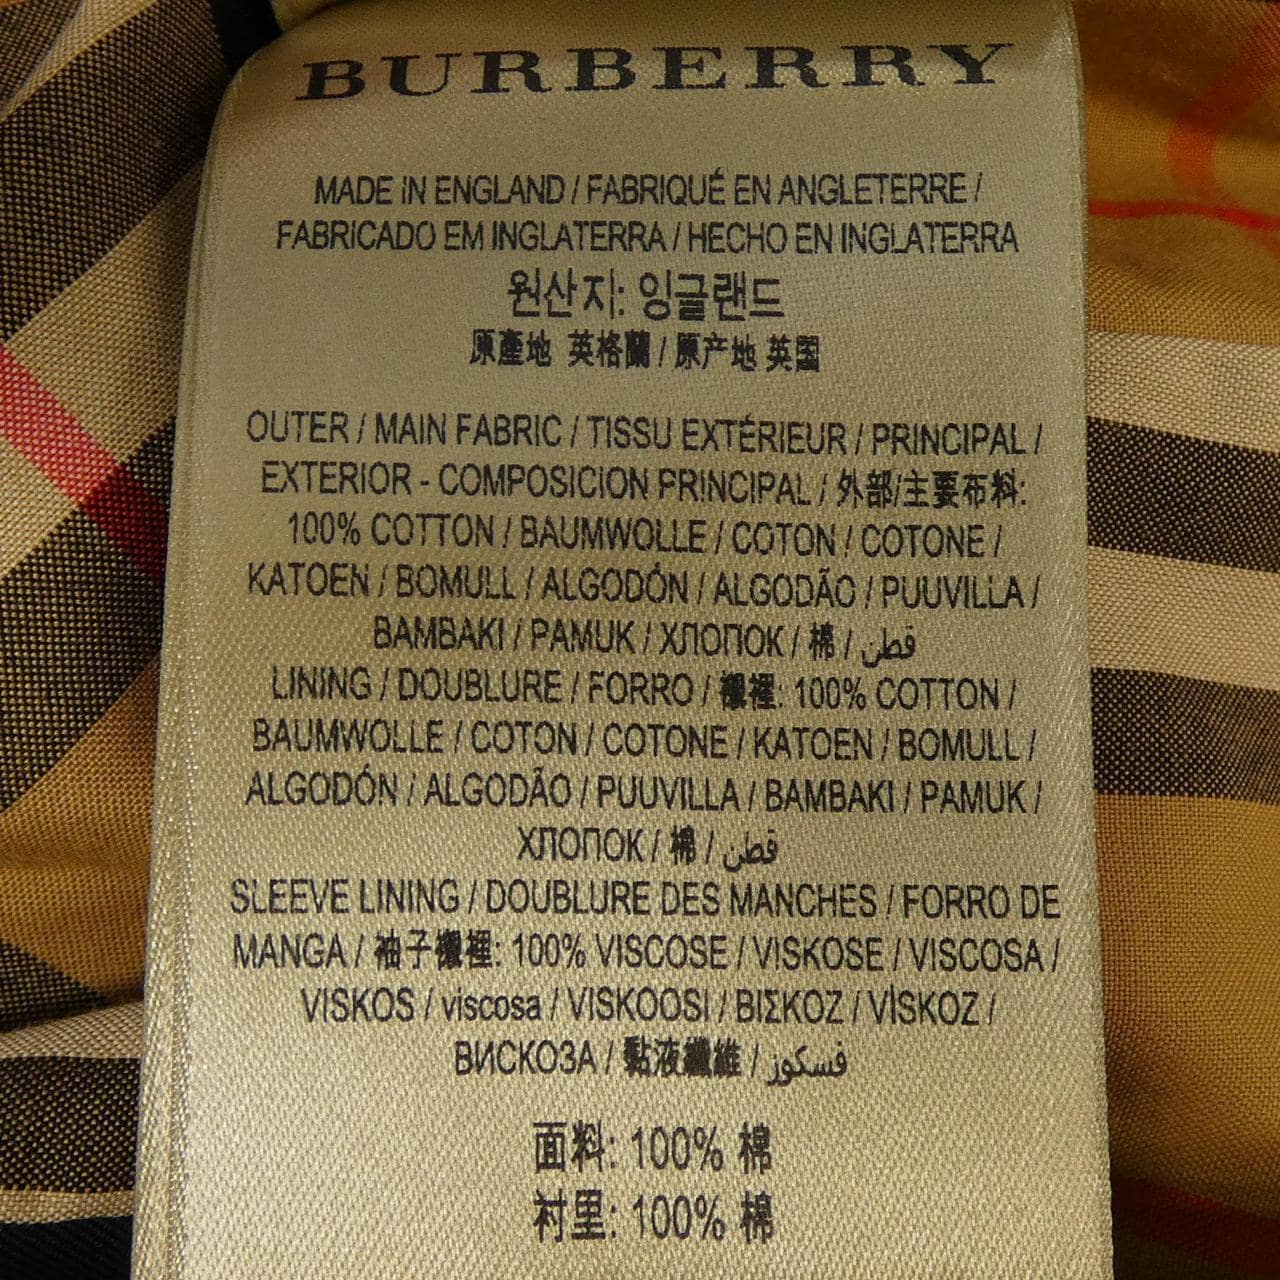 BURBERRY
MADE IN ENGLAND / FABRIQUÉ EN ANGLETERRE /
FABRICADO EM INGLATERRA / HECHO EN INGLATERRA
원산지: 잉글랜드
原產地 英格蘭 / 原产地 英国
OUTER / MAIN FABRIC / TISSU EXTÉRIEUR / PRINCIPAL /
EXTERIOR - COMPOSICION PRINCIPAL / 外部/主要布料:
100% COTTON / BAUMWOLLE / COTON / COTONE /
KATOEN / BOMULL / ALGODÓN / ALGODÃO / PUUVILLA /
BAMBAKI / PAMUK / ХЛОПОК / 棉 / قطن
LINING / DOUBLURE / FORRO / 襯裡: 100% COTTON /
BAUMWOLLE / COTON / COTONE / KATOEN / BOMULL /
ALGODÓN / ALGODÃO / PUUVILLA / BAMBAKI / PAMUK /
ХЛОПОК / 棉 / قطن
SLEEVE LINING / DOUBLURE DES MANCHES / FORRO DE
MANGA / 袖子襯裡: 100% VISCOSE / VISKOSE / VISCOSA /
VISKOS / viscosa / VISKOOSI / ΒΙΣΚΟΖ / VİSKOZ /
ВИСКОЗА / 黏液纖維 / فسكوز
面料: 100% 棉
衬里: 100% 棉